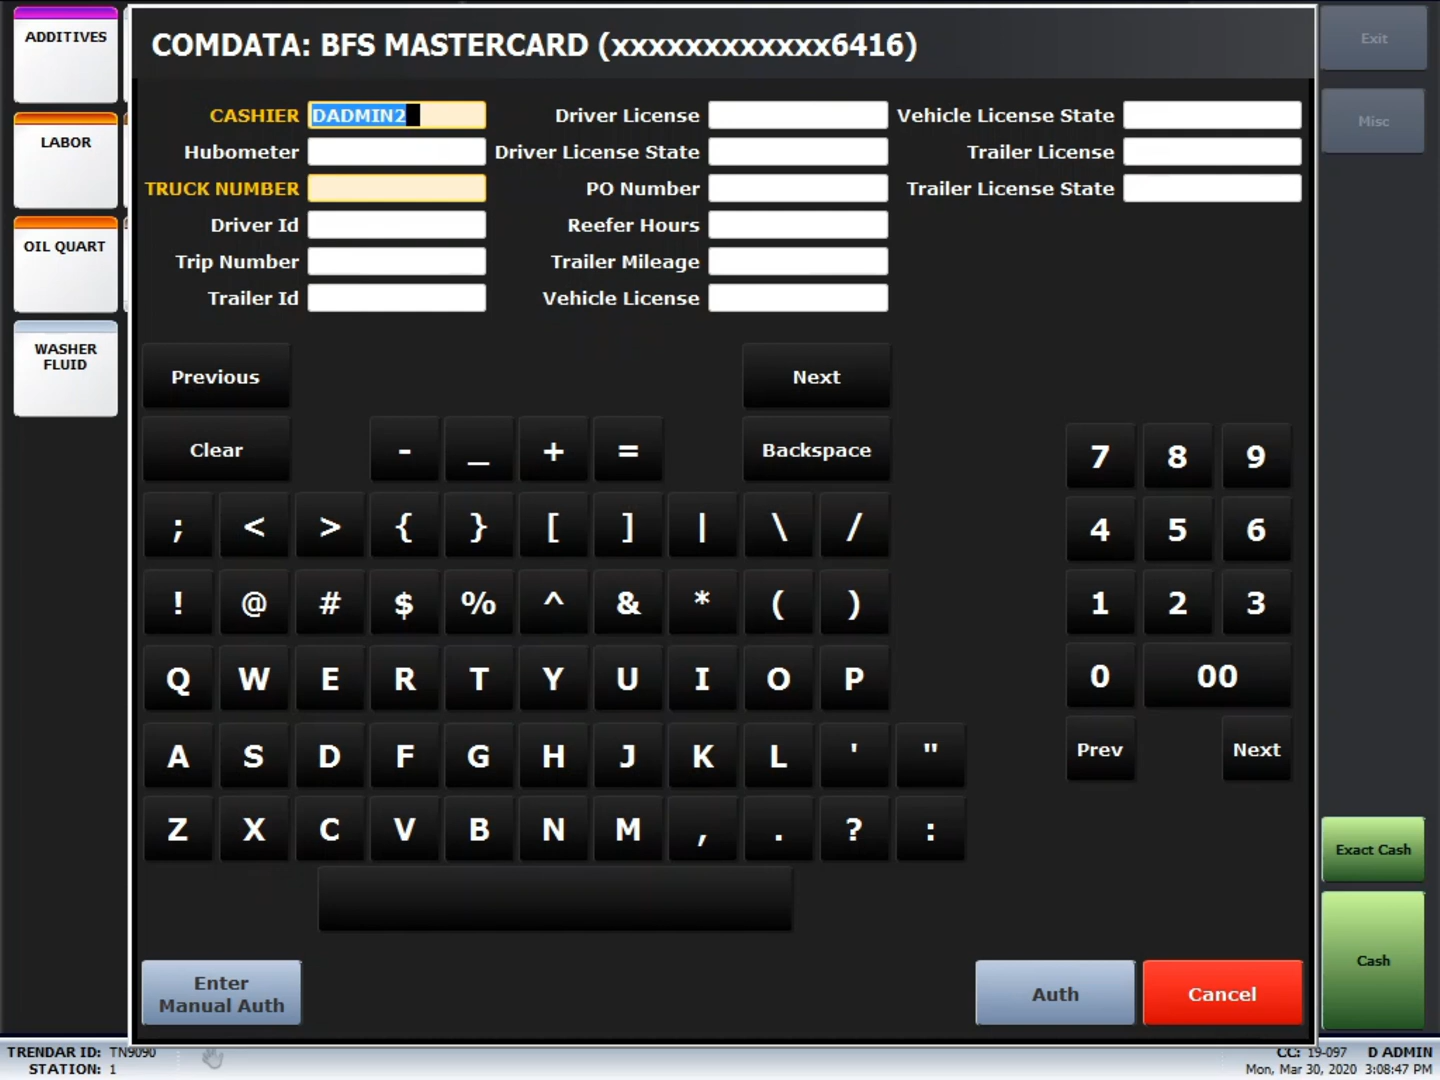 ADDITIVES
LABOR
OIL QUART
WASHER
FLUID
COMDATA: BFS MASTERCARD (xxxxxxxxxxxx6416)
CASHIER DADMIN2
Hubometer
TRUCK NUMBER
Driver Id
Trip Number
Trailer Id
Driver License
Driver License State
PO Number
Reefer Hours
Trailer Mileage
Vehicle License
Vehicle License State
Trailer License
Trailer License State
Previous Next
Clear - _ + = Backspace
; < > { } [ ] | \ /
! @ # $ % ^ & * ( )
Q W E R T Y U I O P
A S D F G H J K L ' "
Z X C V B N M , . ? :
7 8 9
4 5 6
1 2 3
0 00
Prev Next
Enter
Manual Auth
Auth
Cancel
Exit
Misc
Exact Cash
Cash
TRENDAR ID: TN9090
STATION: 1
CC: 19-097 D ADMIN
Mon, Mar 30, 2020 3:08:47 PM